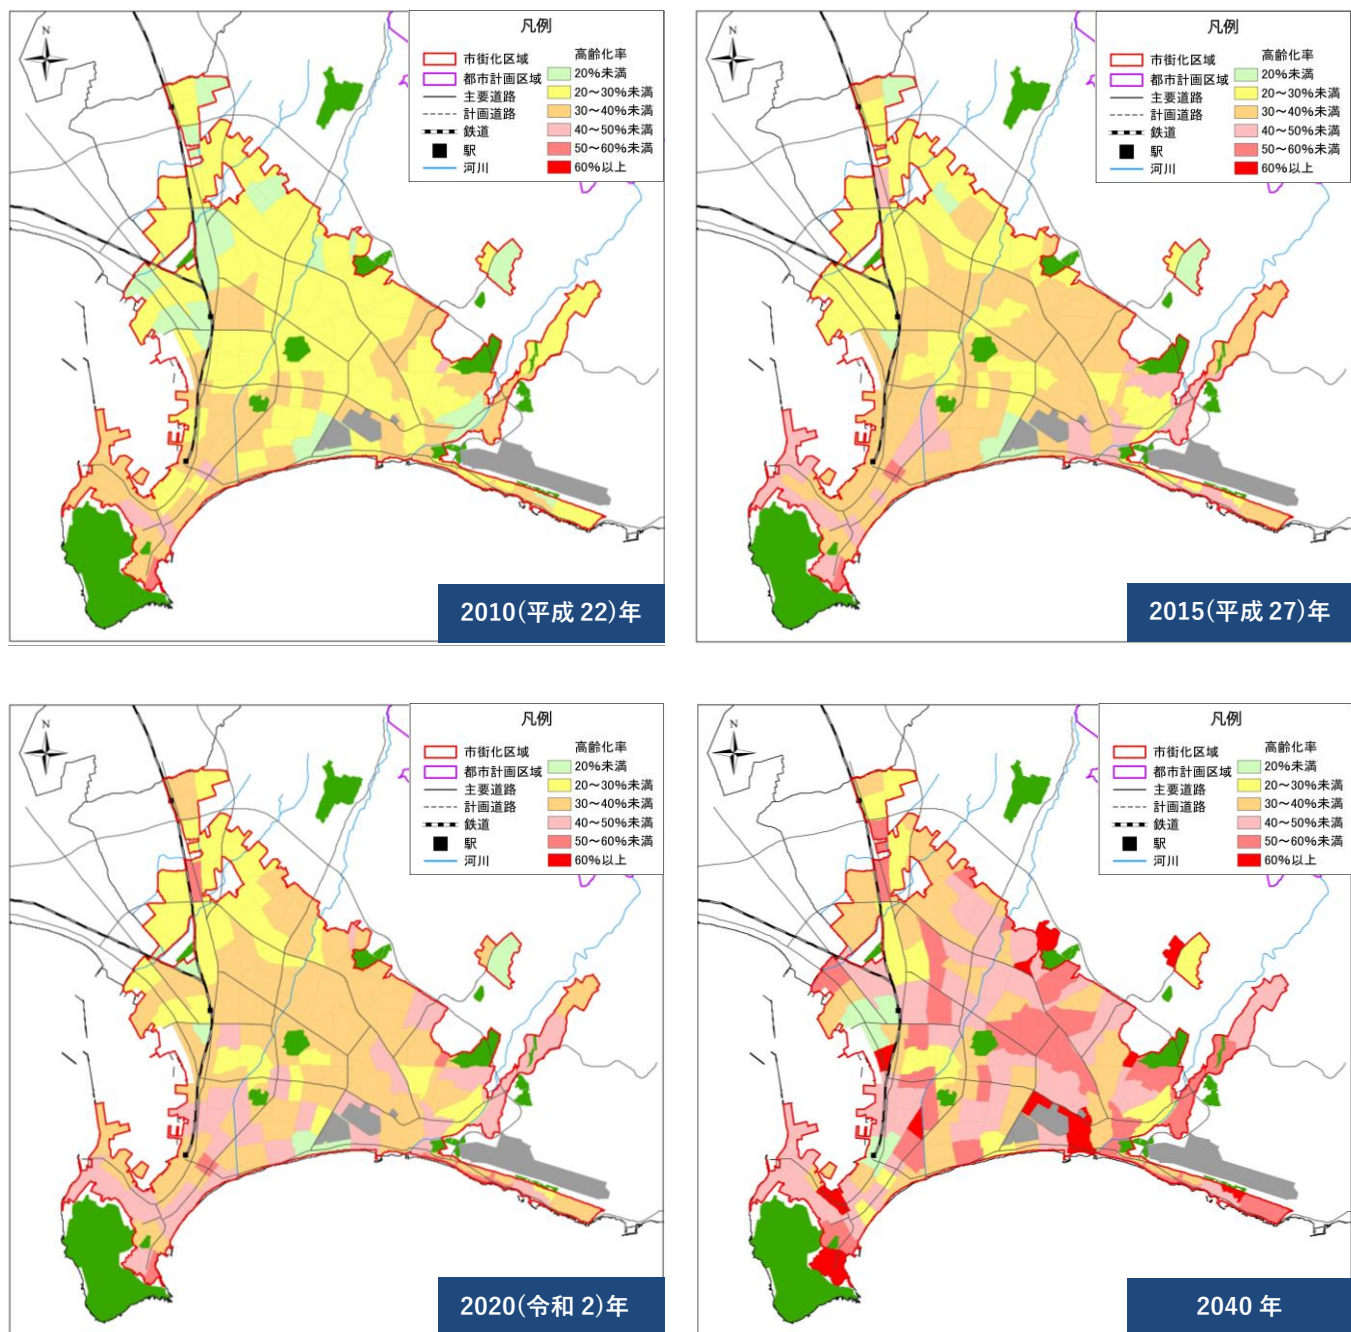 N
凡例
市街化区域
都市計画区域
主要道路
計画道路
鉄道
駅
河川
高齢化率
20%未満
20～30%未満
30～40%未満
40～50%未満
50～60%未満
60%以上
2010(平成 22)年
N
凡例
市街化区域
都市計画区域
主要道路
計画道路
鉄道
駅
河川
高齢化率
20%未満
20～30%未満
30～40%未満
40～50%未満
50～60%未満
60%以上
2015(平成 27)年
N
凡例
市街化区域
都市計画区域
主要道路
計画道路
鉄道
駅
河川
高齢化率
20%未満
20～30%未満
30～40%未満
40～50%未満
50～60%未満
60%以上
2020(令和 2)年
N
凡例
市街化区域
都市計画区域
主要道路
計画道路
鉄道
駅
河川
高齢化率
20%未満
20～30%未満
30～40%未満
40～50%未満
50～60%未満
60%以上
2040 年